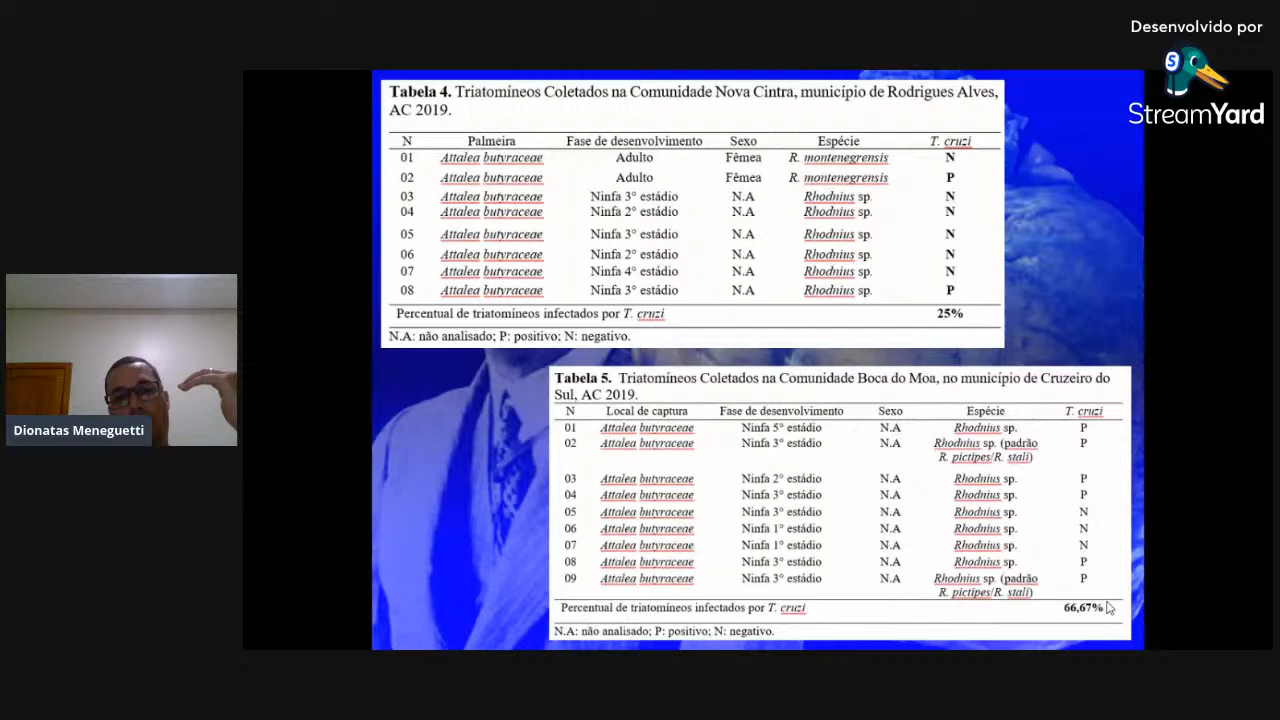 Desenvolvido por
S
StreamYard
Tabela 4. Triatomíneos Coletados na Comunidade Nova Cintra, município de Rodrigues Alves,
AC 2019.
N Palmeira Fase de desenvolvimento Sexo Espécie T. cruzi
01 Attalea butyraceae Adulto Fêmea R. montenegrensis N
02 Attalea butyraceae Adulto Fêmea R. montenegrensis P
03 Attalea butyraceae Ninfa 3° estádio N.A Rhodnius sp. N
04 Attalea butyraceae Ninfa 2° estádio N.A Rhodnius sp. N
05 Attalea butyraceae Ninfa 3° estádio N.A Rhodnius sp. N
06 Attalea butyraceae Ninfa 2° estádio N.A Rhodnius sp. N
07 Attalea butyraceae Ninfa 4° estádio N.A Rhodnius sp. N
08 Attalea butyraceae Ninfa 3° estádio N.A Rhodnius sp. P
Percentual de triatomíneos infectados por T. cruzi 25%
N.A: não analisado; P: positivo; N: negativo.
Tabela 5. Triatomíneos Coletados na Comunidade Boca do Moa, no município de Cruzeiro do
Sul, AC 2019.
N Local de captura Fase de desenvolvimento Sexo Espécie T. cruzi
01 Attalea butyraceae Ninfa 5° estádio N.A Rhodnius sp. P
02 Attalea butyraceae Ninfa 3° estádio N.A Rhodnius sp. (padrão P
R. pictipes/R. stali)
03 Attalea butyraceae Ninfa 2° estádio N.A Rhodnius sp. P
04 Attalea butyraceae Ninfa 3° estádio N.A Rhodnius sp. P
05 Attalea butyraceae Ninfa 3° estádio N.A Rhodnius sp. N
06 Attalea butyraceae Ninfa 1° estádio N.A Rhodnius sp. N
07 Attalea butyraceae Ninfa 1° estádio N.A Rhodnius sp. N
08 Attalea butyraceae Ninfa 3° estádio N.A Rhodnius sp. P
09 Attalea butyraceae Ninfa 3° estádio N.A Rhodnius sp. (padrão P
R. pictipes/R. stali)
Percentual de triatomíneos infectados por T. cruzi 66,67%
N.A: não analisado; P: positivo; N: negativo.
Dionatas Meneguetti